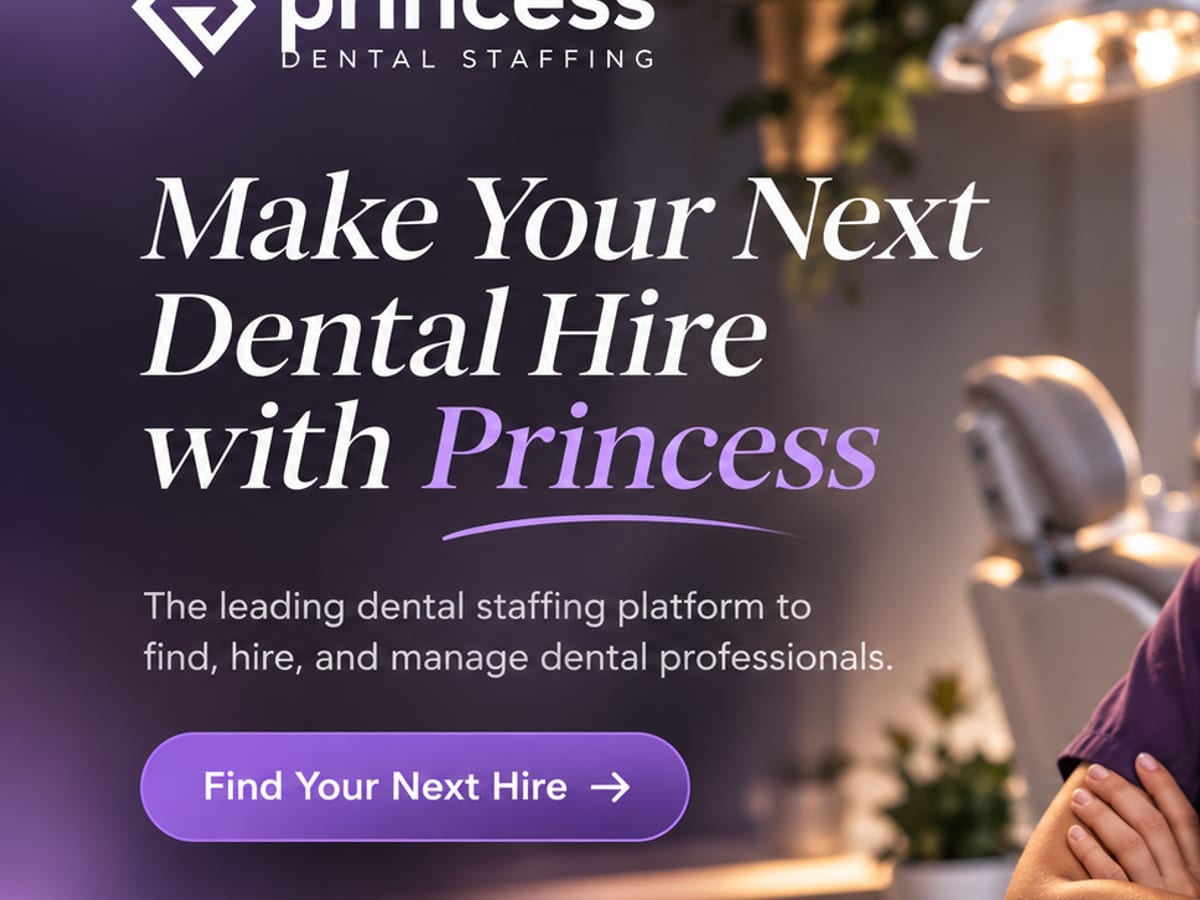 princess
DENTAL STAFFING
Make Your Next
Dental Hire
with Princess
The leading dental staffing platform to
find, hire, and manage dental professionals.
Find Your Next Hire →